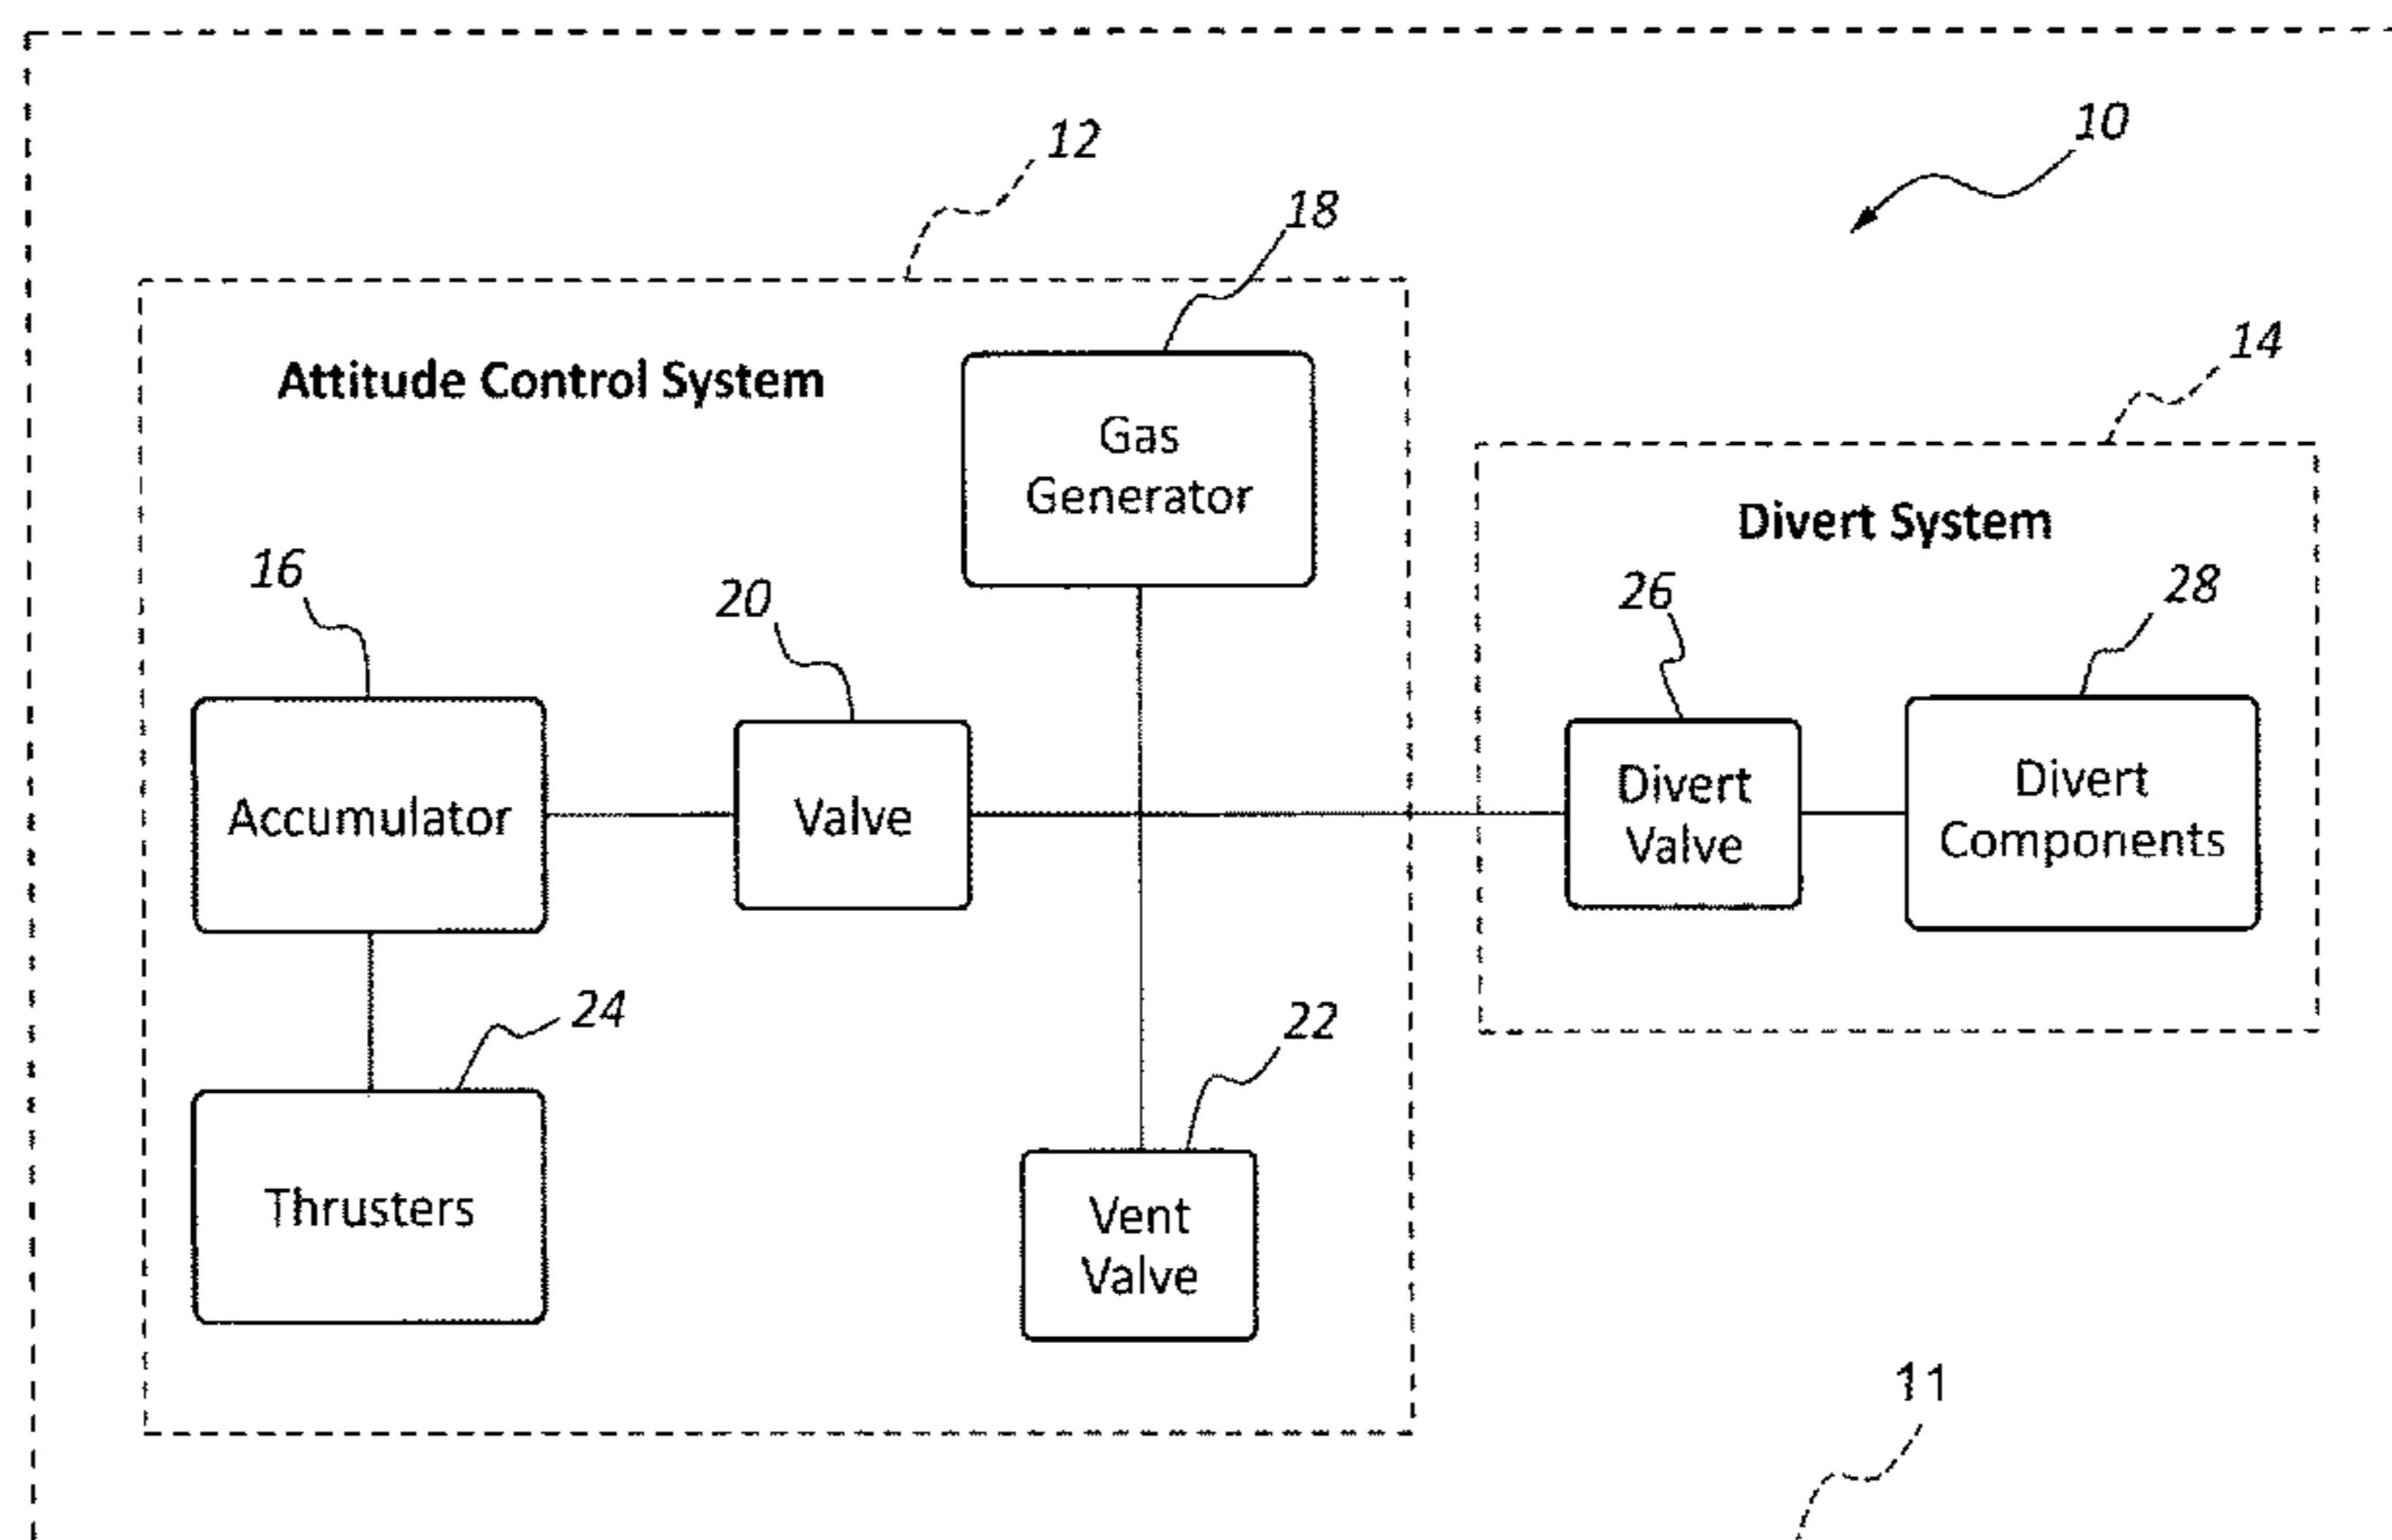 10
12
18
14
Attitude Control System
Gas
Generator
Divert System
16
20
26
28
Accumulator
Valve
Divert
Valve
Divert
Components
24
22
Thrusters
Vent
Valve
11